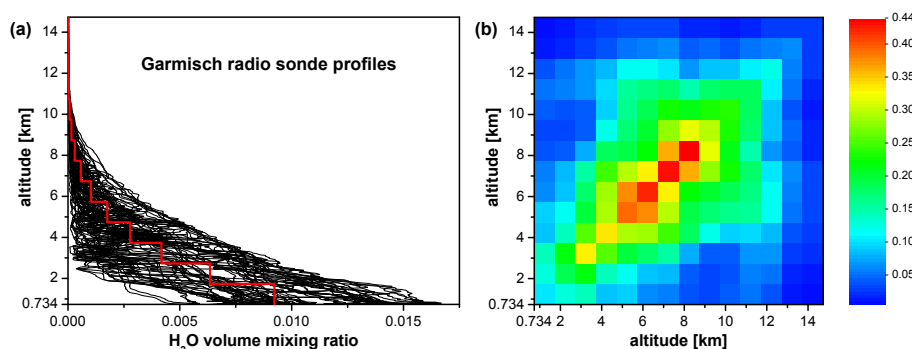 (a)
Garmisch radio sonde profiles
altitude [km]
14
12
10
8
6
4
2
0.734
0.000 0.005 0.010 0.015
H₂O volume mixing ratio
(b)
altitude [km]
14
12
10
8
6
4
2
0.734
0.734 2 4 6 8 10 12 14
altitude [km]
0.44
0.40
0.35
0.30
0.25
0.20
0.15
0.10
0.05